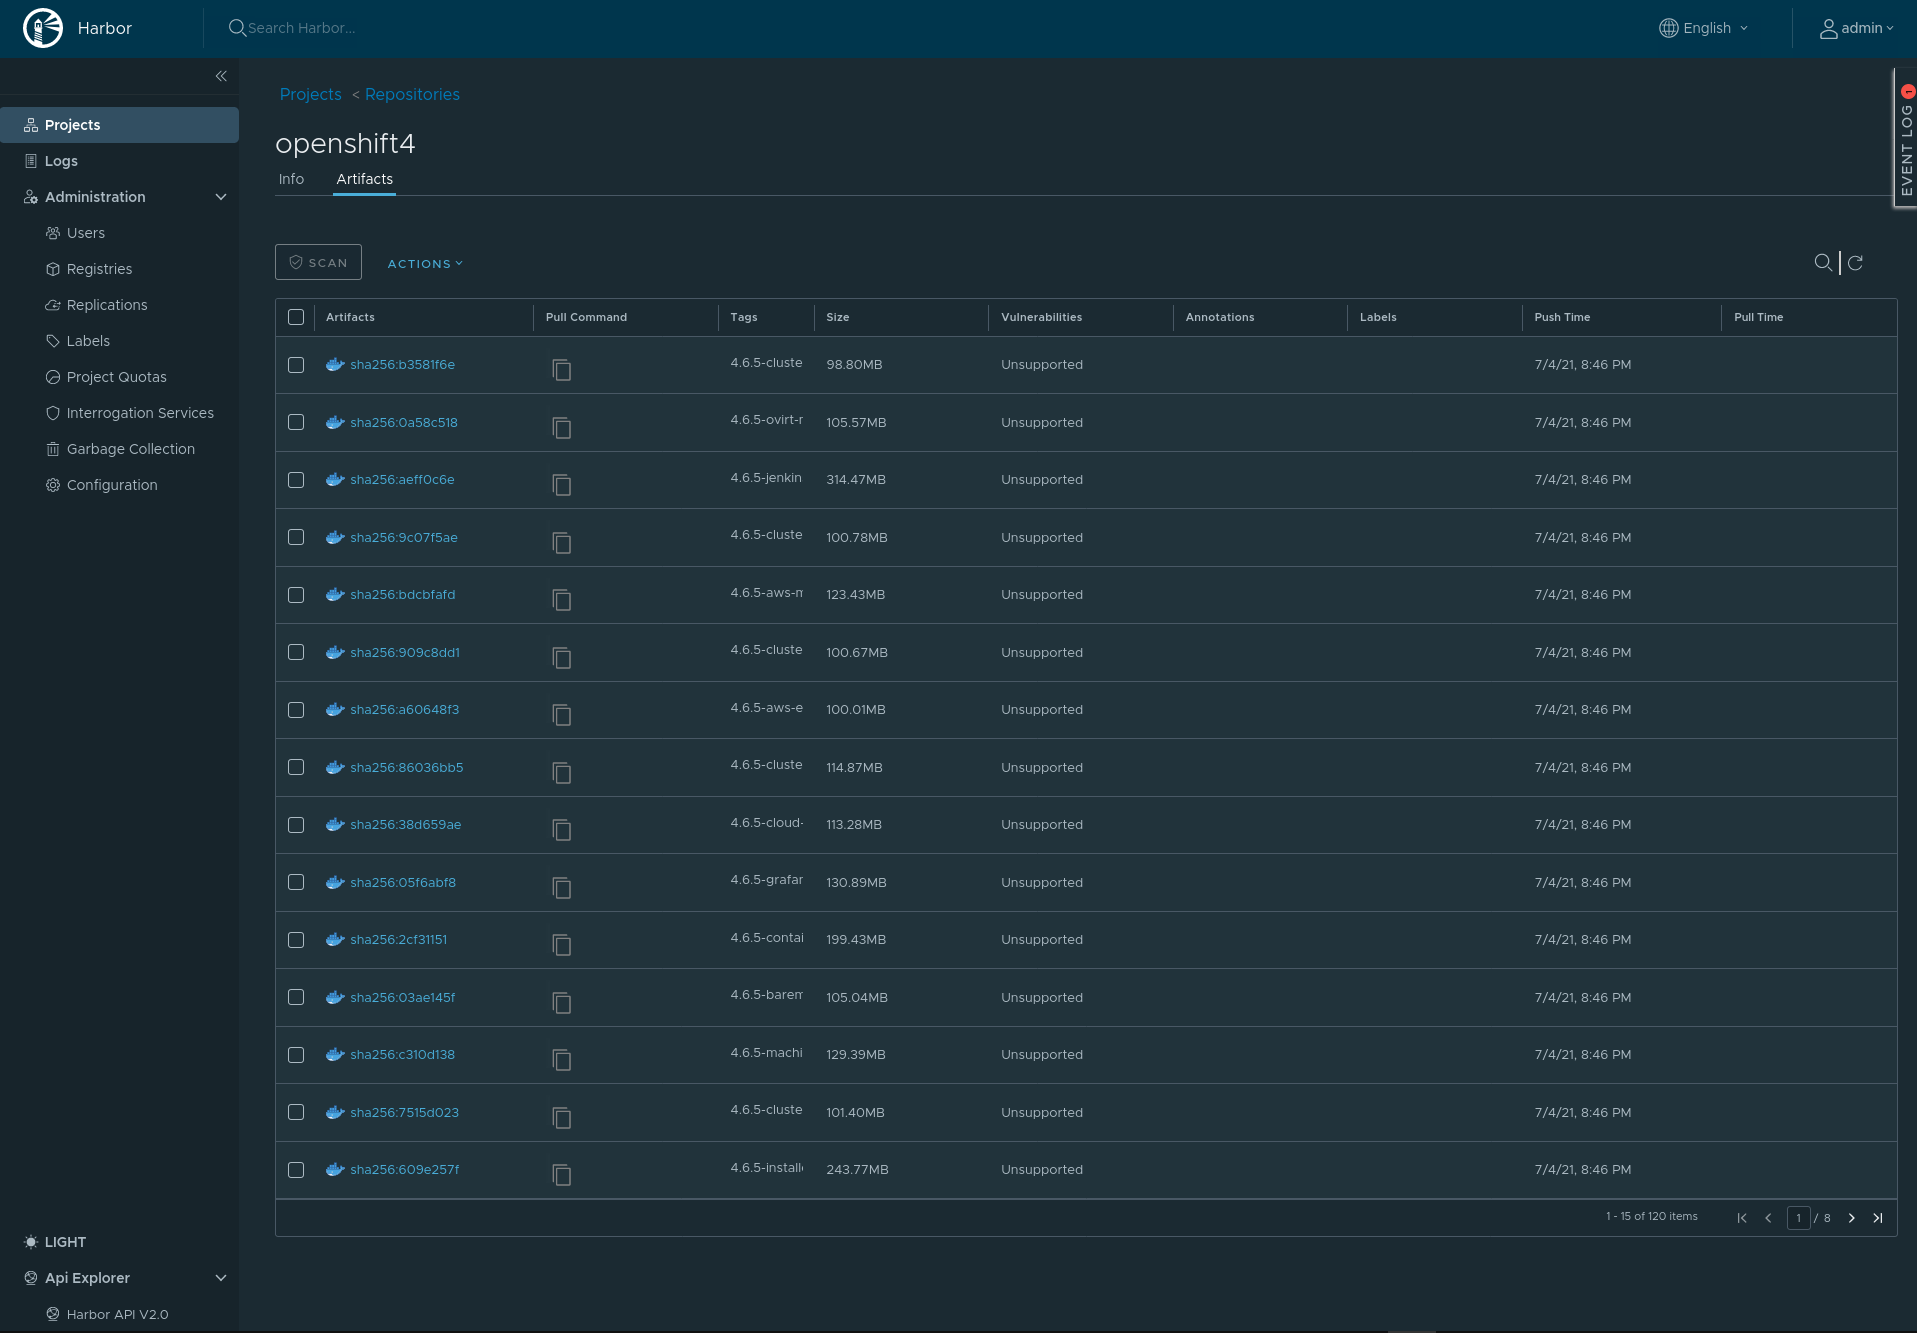 Harbor
Search Harbor...
English
admin
Projects
Logs
Administration
Users
Registries
Replications
Labels
Project Quotas
Interrogation Services
Garbage Collection
Configuration
LIGHT
Api Explorer
Harbor API V2.0
EVENT LOG 1
Projects < Repositories
openshift4
Info Artifacts
SCAN ACTIONS
Artifacts Pull Command Tags Size Vulnerabilities Annotations Labels Push Time Pull Time
sha256:b3581f6e 4.6.5-cluste 98.80MB Unsupported 7/4/21, 8:46 PM
sha256:0a58c518 4.6.5-ovirt-r 105.57MB Unsupported 7/4/21, 8:46 PM
sha256:aeff0c6e 4.6.5-jenkin 314.47MB Unsupported 7/4/21, 8:46 PM
sha256:9c07f5ae 4.6.5-cluste 100.78MB Unsupported 7/4/21, 8:46 PM
sha256:bdcbfafd 4.6.5-aws-m 123.43MB Unsupported 7/4/21, 8:46 PM
sha256:909c8dd1 4.6.5-cluste 100.67MB Unsupported 7/4/21, 8:46 PM
sha256:a60648f3 4.6.5-aws-e 100.01MB Unsupported 7/4/21, 8:46 PM
sha256:86036bb5 4.6.5-cluste 114.87MB Unsupported 7/4/21, 8:46 PM
sha256:38d659ae 4.6.5-cloud- 113.28MB Unsupported 7/4/21, 8:46 PM
sha256:05f6abf8 4.6.5-grafar 130.89MB Unsupported 7/4/21, 8:46 PM
sha256:2cf31151 4.6.5-contai 199.43MB Unsupported 7/4/21, 8:46 PM
sha256:03ae145f 4.6.5-barem 105.04MB Unsupported 7/4/21, 8:46 PM
sha256:c310d138 4.6.5-machi 129.39MB Unsupported 7/4/21, 8:46 PM
sha256:7515d023 4.6.5-cluste 101.40MB Unsupported 7/4/21, 8:46 PM
sha256:609e257f 4.6.5-installe 243.77MB Unsupported 7/4/21, 8:46 PM
1 - 15 of 120 items 1 / 8